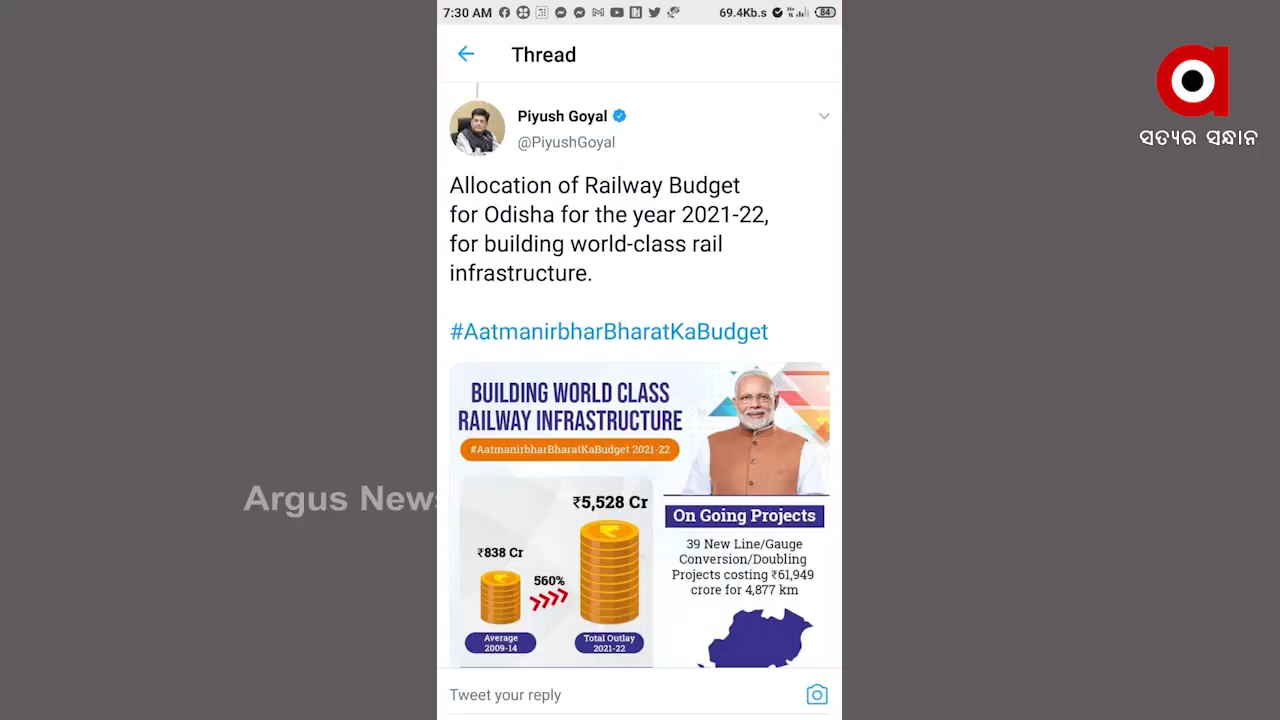 7:30 AM
69.4Kb.s
84
Thread
Piyush Goyal
@PiyushGoyal
ସତ୍ୟର ସନ୍ଧାନ
Allocation of Railway Budget
for Odisha for the year 2021-22,
for building world-class rail
infrastructure.
#AatmanirbharBharatKaBudget
BUILDING WORLD CLASS
RAILWAY INFRASTRUCTURE
#AatmanirbharBharatKaBudget 2021-22
Argus News
₹5,528 Cr
₹838 Cr
560%
Average
2009-14
Total Outlay
2021-22
On Going Projects
39 New Line/Gauge
Conversion/Doubling
Projects costing ₹61,949
crore for 4,877 km
Tweet your reply